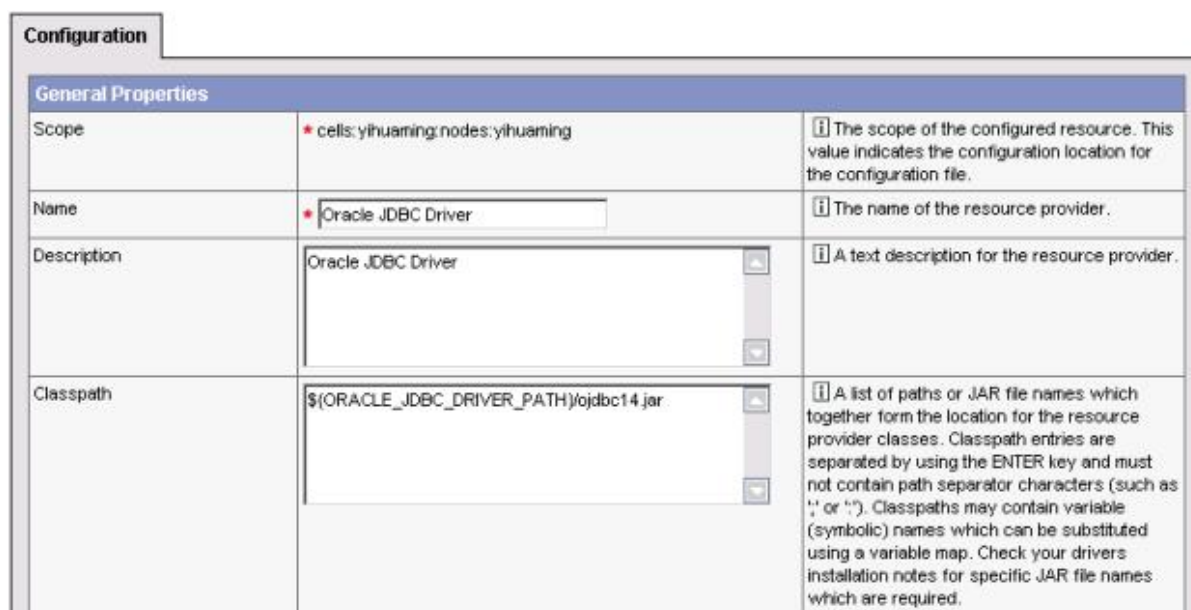 Configuration
General Properties
Scope
* cells:yihuaming:nodes:yihuaming
i The scope of the configured resource. This
value indicates the configuration location for
the configuration file.
Name
* Oracle JDBC Driver
i The name of the resource provider.
Description
Oracle JDBC Driver
i A text description for the resource provider.
Classpath
${ORACLE_JDBC_DRIVER_PATH}/ojdbc14.jar
i A list of paths or JAR file names which
together form the location for the resource
provider classes. Classpath entries are
separated by using the ENTER key and must
not contain path separator characters (such as
';' or ':'). Classpaths may contain variable
(symbolic) names which can be substituted
using a variable map. Check your drivers
installation notes for specific JAR file names
which are required.